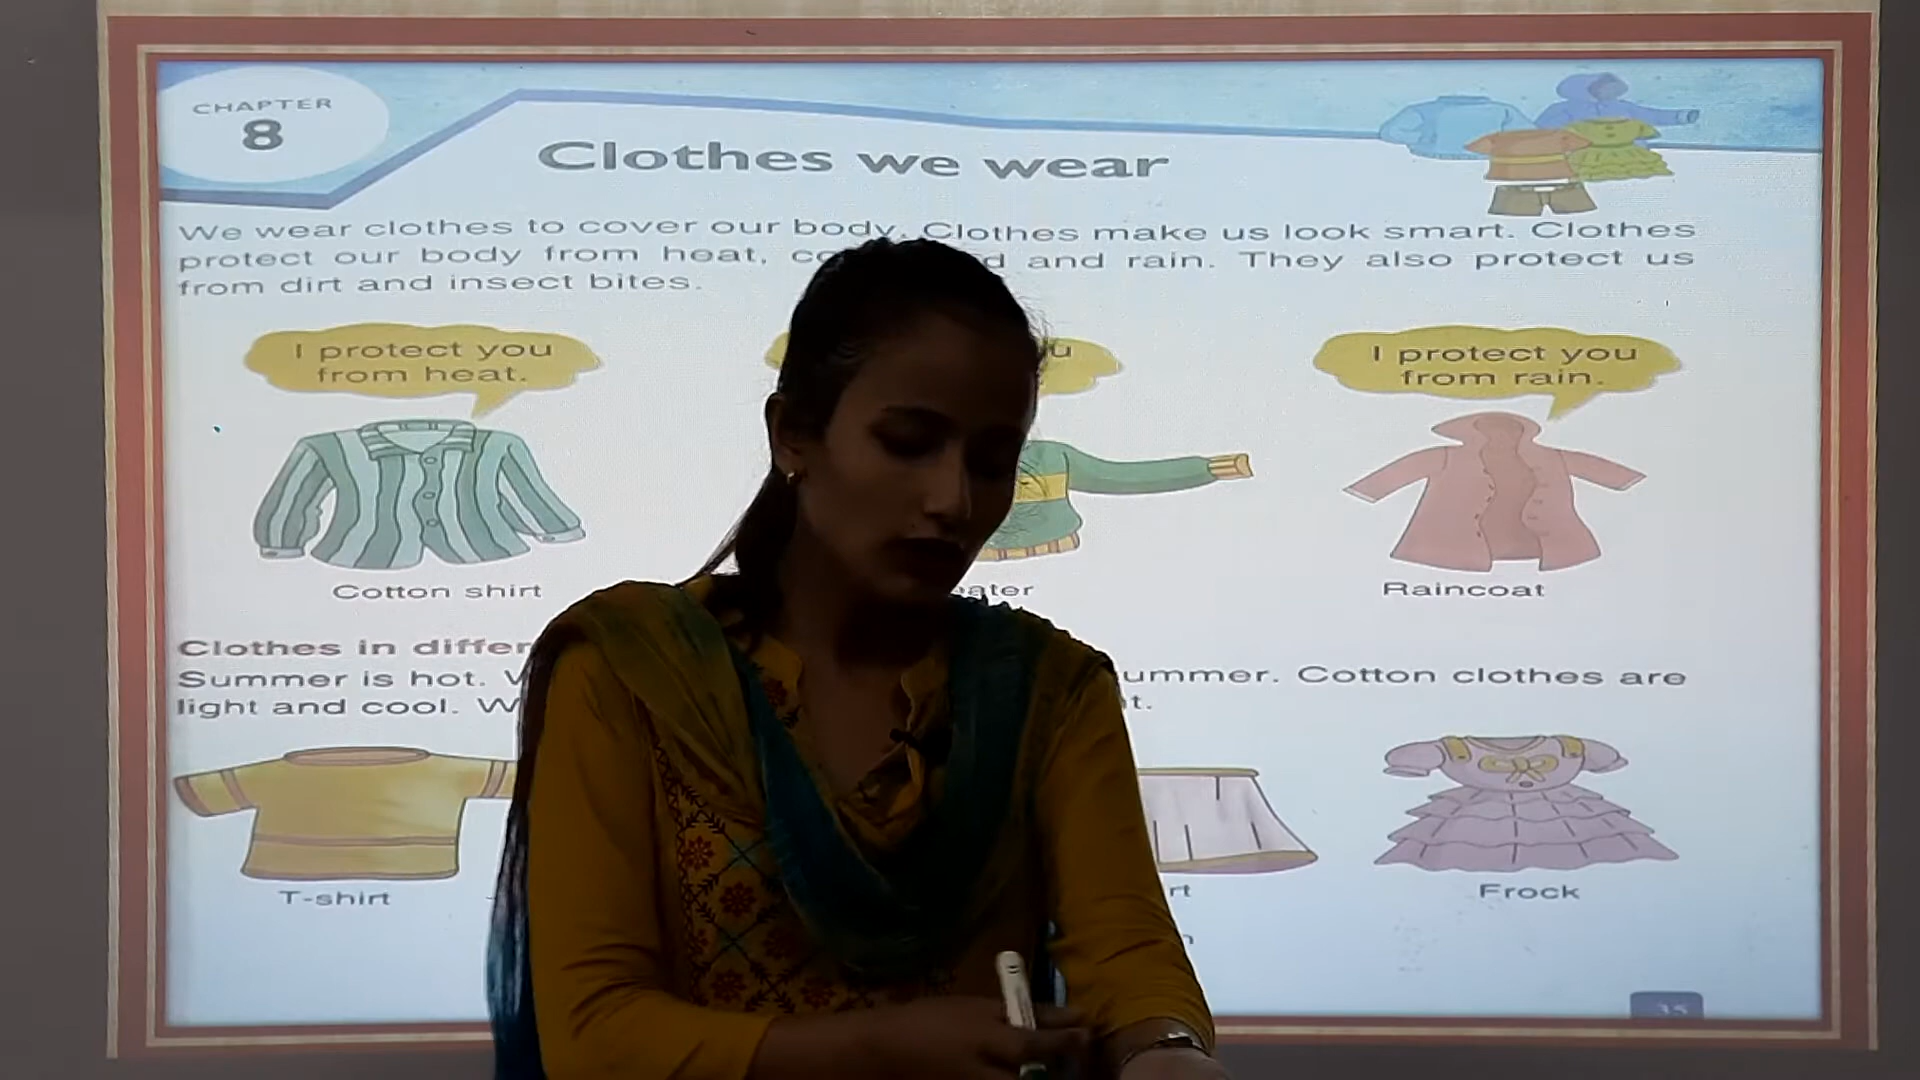 CHAPTER
8
Clothes we wear
We wear clothes to cover our body. Clothes make us look smart. Clothes
protect our body from heat, and rain. They also protect us
from dirt and insect bites.
I protect you
from heat.
I protect you
from rain.
Cotton shirt
Raincoat
Clothes in
Summer is hot. Cotton clothes are
light and cool.
T-shirt
Frock
35